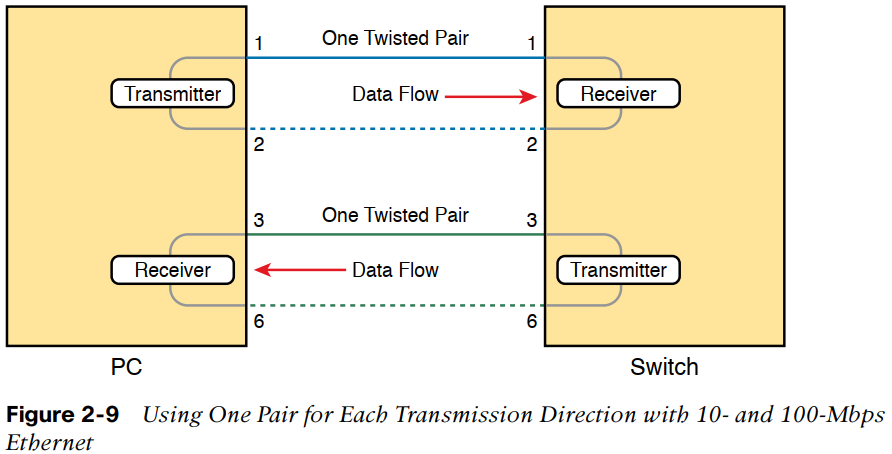 1 One Twisted Pair 1
Transmitter Data Flow Receiver
2 2
3 One Twisted Pair 3
Receiver Data Flow Transmitter
6 6
PC Switch
Figure 2-9 Using One Pair for Each Transmission Direction with 10- and 100-Mbps
Ethernet